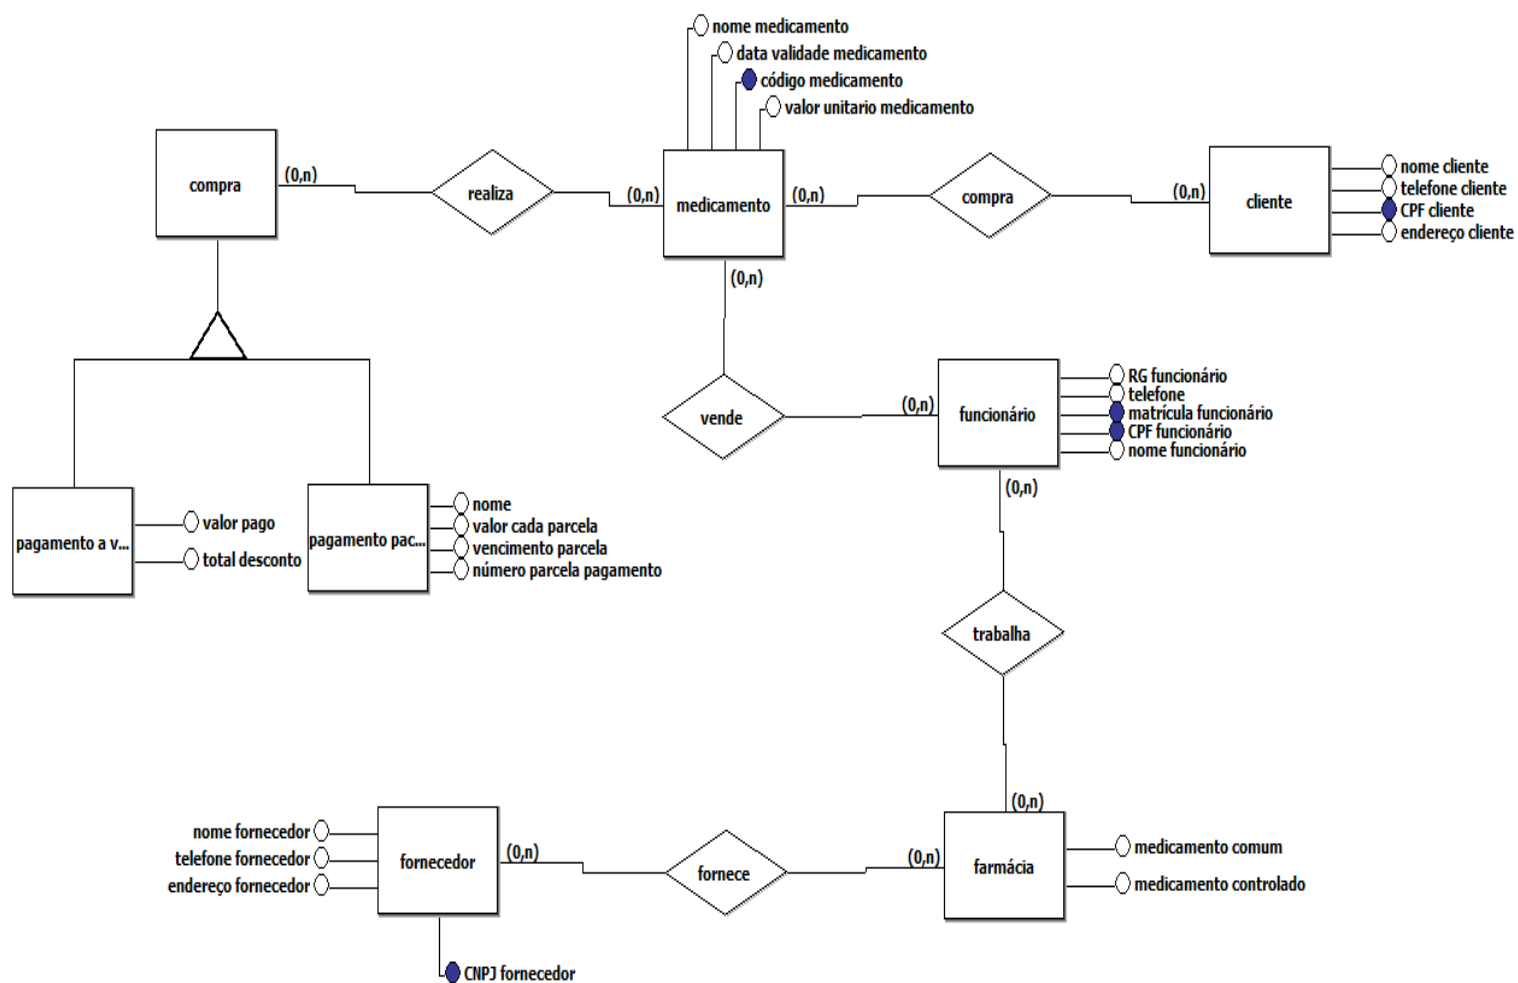 nome medicamento
data validade medicamento
código medicamento
valor unitario medicamento
compra
(0,n)
realiza
(0,n)
medicamento
(0,n)
compra
(0,n)
cliente
nome cliente
telefone cliente
CPF cliente
endereço cliente
(0,n)
vende
(0,n)
funcionário
RG funcionário
telefone
matrícula funcionário
CPF funcionário
nome funcionário
(0,n)
pagamento a v...
valor pago
total desconto
pagamento pac...
nome
valor cada parcela
vencimento parcela
número parcela pagamento
trabalha
(0,n)
nome fornecedor
telefone fornecedor
endereço fornecedor
fornecedor
(0,n)
fornece
(0,n)
farmácia
medicamento comum
medicamento controlado
CNPJ fornecedor